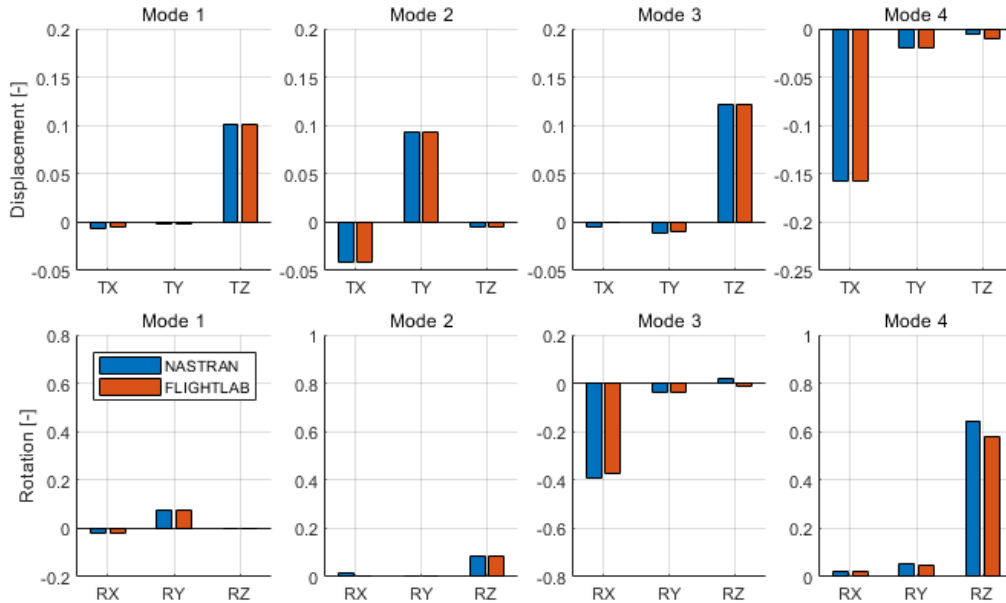 Mode 1 Mode 2 Mode 3 Mode 4
Displacement [-]
0.2 0.2 0.2 0
0.15 0.15 0.15 -0.05
0.1 0.1 0.1 -0.1
0.05 0.05 0.05 -0.15
0 0 0 -0.2
-0.05 -0.05 -0.05 -0.25
TX TY TZ TX TY TZ TX TY TZ TX TY TZ
Mode 1 Mode 2 Mode 3 Mode 4
Rotation [-]
0.8 1 0.2 1
NASTRAN
FLIGHTLAB
0.6 0.8 0 0.8
0.4 0.6 -0.2 0.6
0.2 0.4 -0.4 0.4
0 0.2 -0.6 0.2
-0.2 0 -0.8 0
RX RY RZ RX RY RZ RX RY RZ RX RY RZ